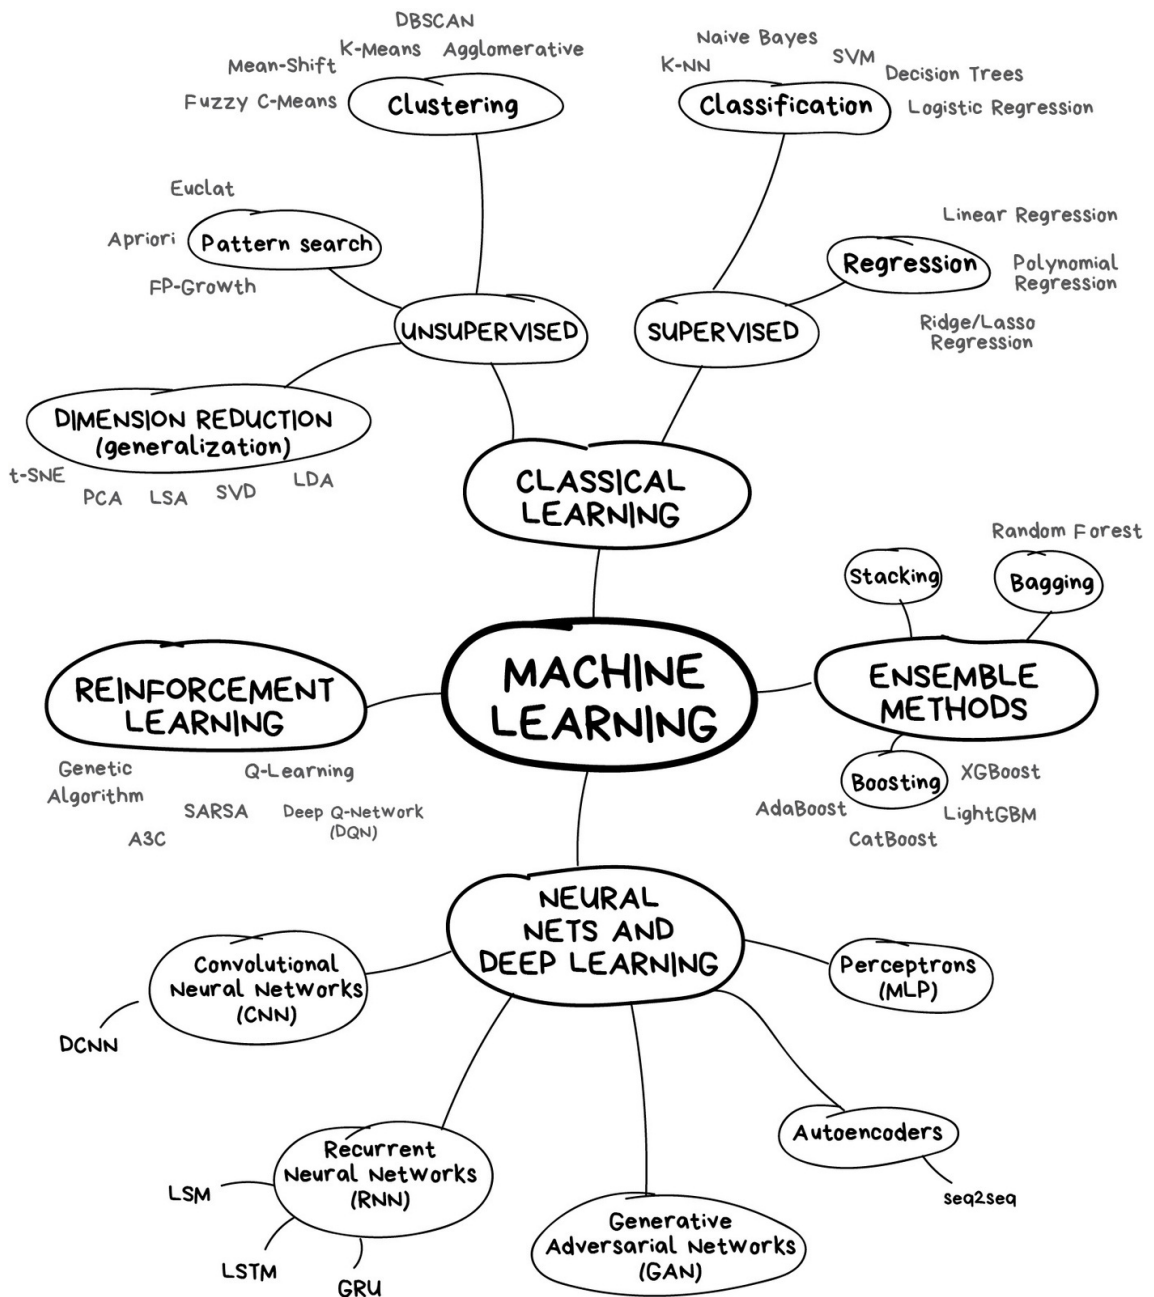 DBSCAN
K-Means
Agglomerative
Mean-Shift
Fuzzy C-Means
Clustering
Naive Bayes
K-NN
SVM
Decision Trees
Classification
Logistic Regression
Euclat
Apriori
Pattern search
FP-Growth
Linear Regression
Regression
Polynomial
Regression
Ridge/Lasso
Regression
UNSUPERVISED
SUPERVISED
DIMENSION REDUCTION
(generalization)
t-SNE
PCA
LSA
SVD
LDA
CLASSICAL
LEARNING
Random Forest
Stacking
Bagging
REINFORCEMENT
LEARNING
MACHINE
LEARNING
ENSEMBLE
METHODS
Genetic
Algorithm
Q-Learning
SARSA
Deep Q-Network
(DQN)
A3C
Boosting
XGBoost
AdaBoost
LightGBM
CatBoost
NEURAL
NETS AND
DEEP LEARNING
Convolutional
Neural Networks
(CNN)
DCNN
Perceptrons
(MLP)
Autoencoders
seq2seq
Recurrent
Neural Networks
(RNN)
LSM
LSTM
GRU
Generative
Adversarial Networks
(GAN)